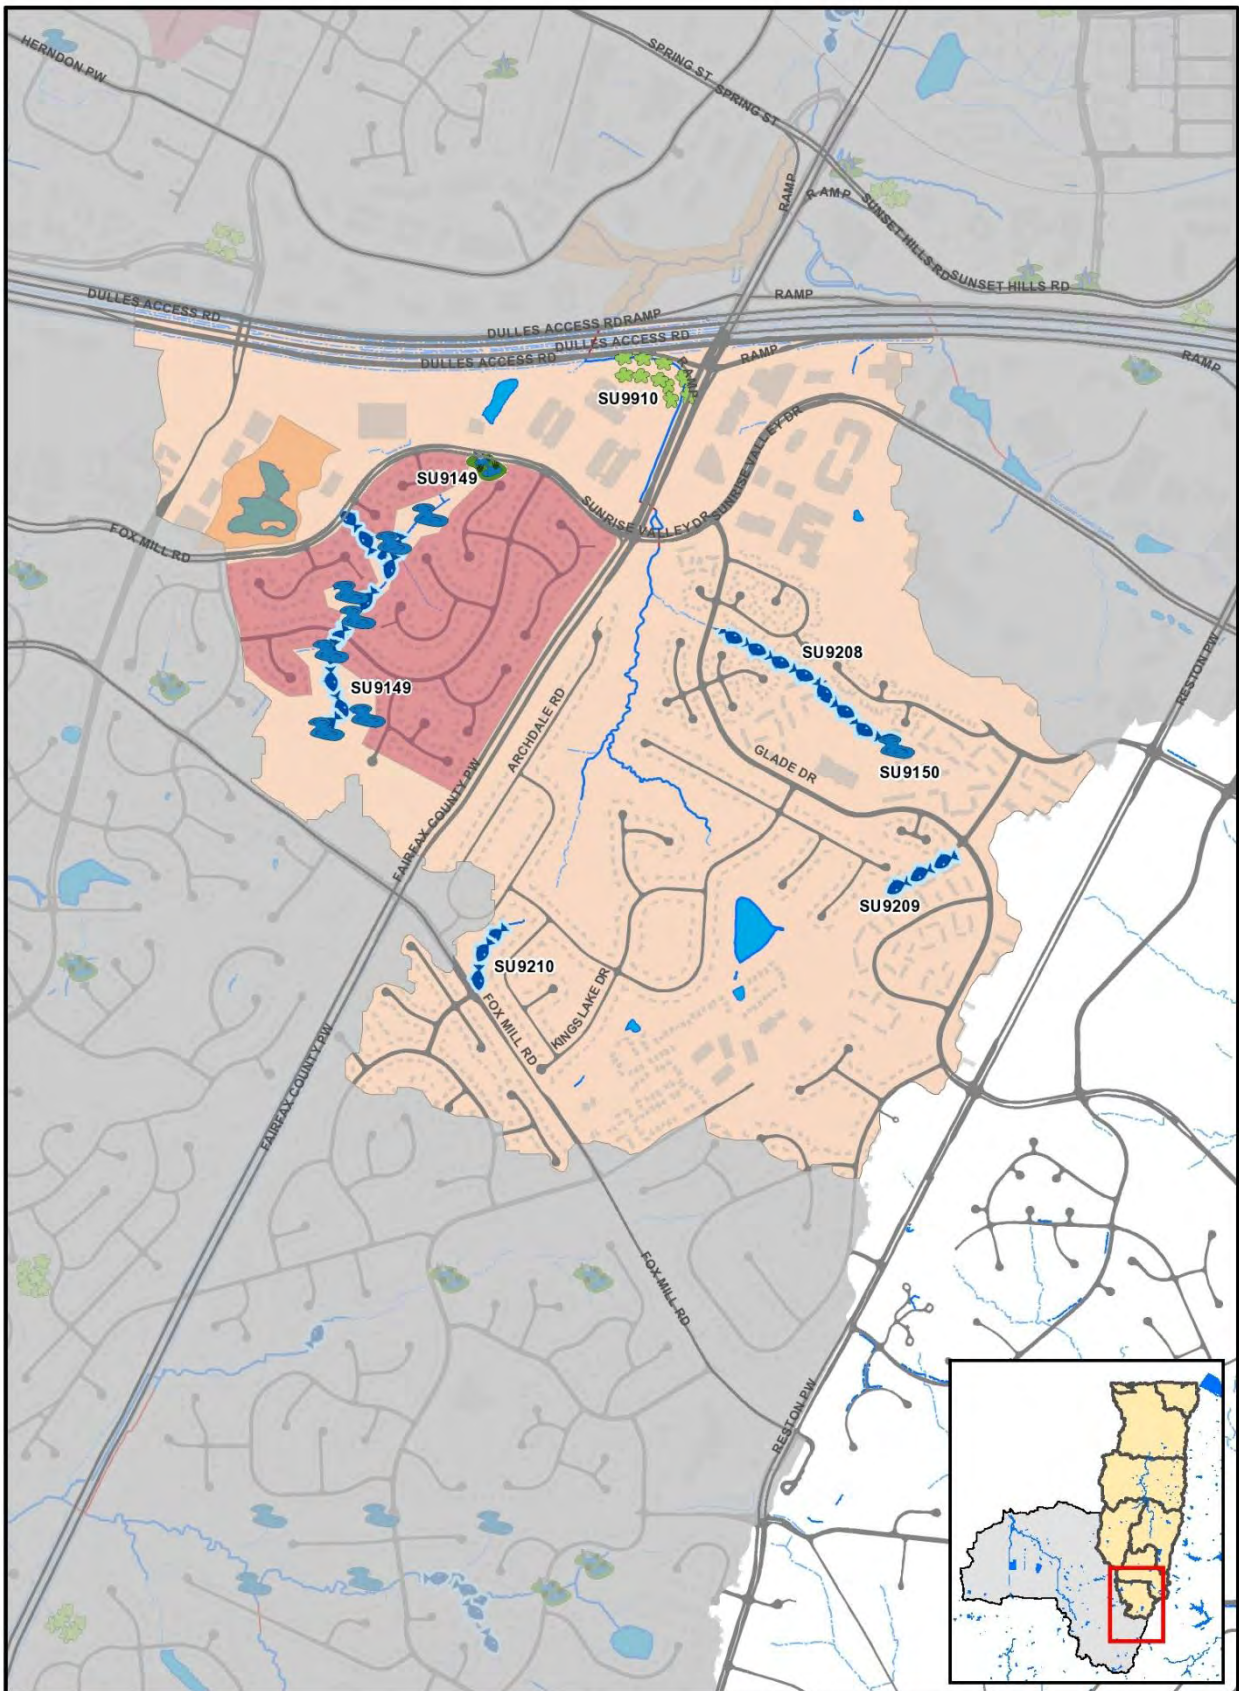 HERNDON PW
SPRING ST
SPRING ST
RAMP
RAMP
SUNSET HILLS RD
SUNSET HILLS RD
RAMP
DULLES ACCESS RD
DULLES ACCESS RD
RAMP
DULLES ACCESS RD
DULLES ACCESS RD
RAMP
RAMP
RAMP
SU9910
SUNRISE VALLEY DR
SU9149
SUNRISE VALLEY DR
FOX MILL RD
RESTON PW
SU9208
SU9149
ARCHDALE RD
GLADE DR
SU9150
FAIRFAX COUNTY PW
SU9209
SU9210
KINGS LAKE DR
FOX MILL RD
FAIRFAX COUNTY PW
FOX MILL RD
RESTON PW